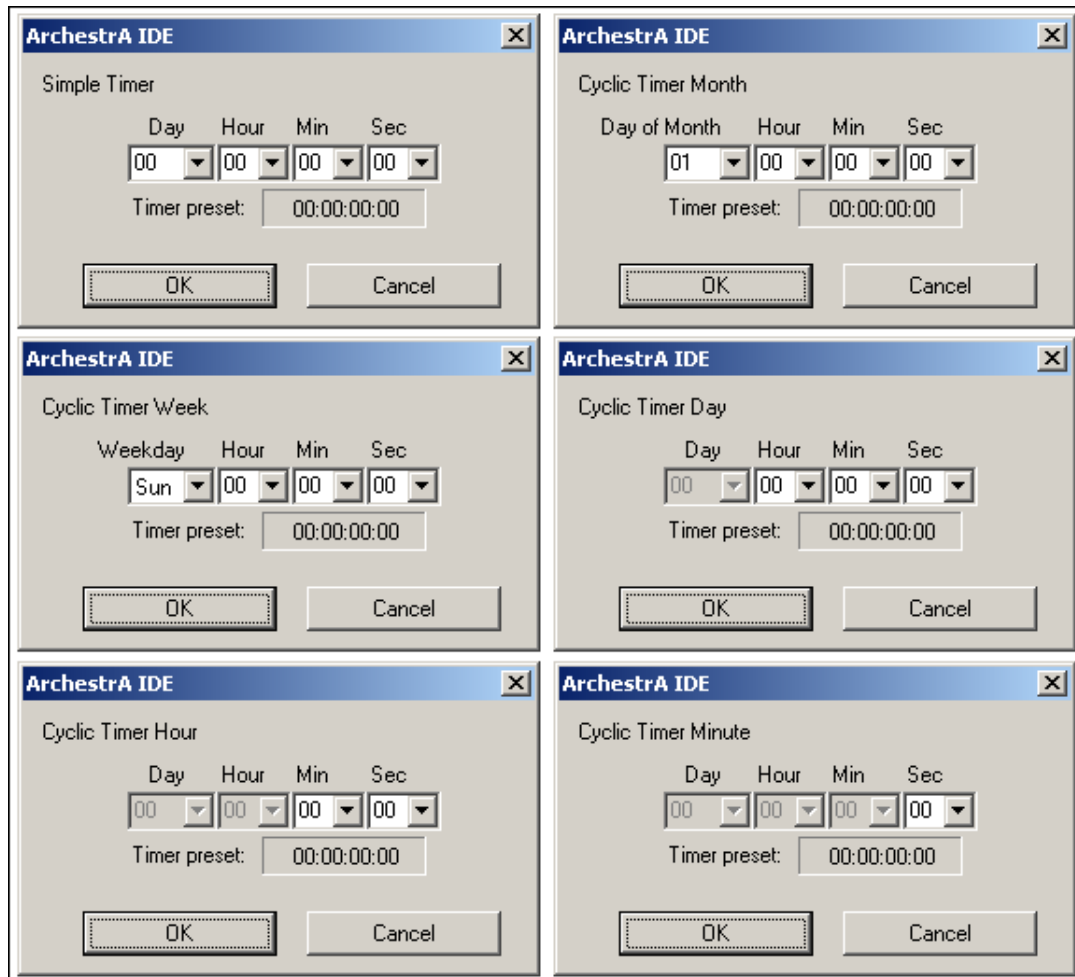 ArchestrA IDE
Simple Timer
Day Hour Min Sec
00 00 00 00
Timer preset: 00:00:00:00
OK Cancel
ArchestrA IDE
Cyclic Timer Month
Day of Month Hour Min Sec
01 00 00 00
Timer preset: 00:00:00:00
OK Cancel
ArchestrA IDE
Cyclic Timer Week
Weekday Hour Min Sec
Sun 00 00 00
Timer preset: 00:00:00:00
OK Cancel
ArchestrA IDE
Cyclic Timer Day
Day Hour Min Sec
00 00 00 00
Timer preset: 00:00:00:00
OK Cancel
ArchestrA IDE
Cyclic Timer Hour
Day Hour Min Sec
00 00 00 00
Timer preset: 00:00:00:00
OK Cancel
ArchestrA IDE
Cyclic Timer Minute
Day Hour Min Sec
00 00 00 00
Timer preset: 00:00:00:00
OK Cancel